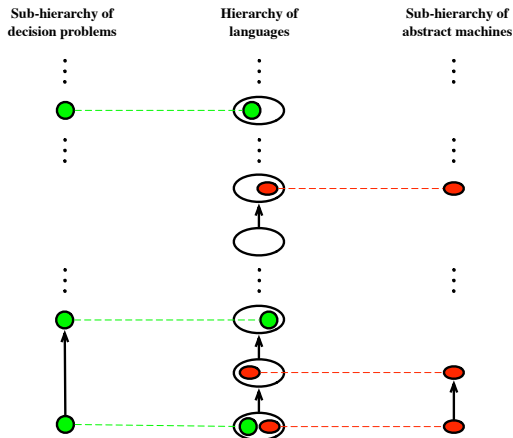 Sub-hierarchy of
decision problems
Hierarchy of
languages
Sub-hierarchy of
abstract machines